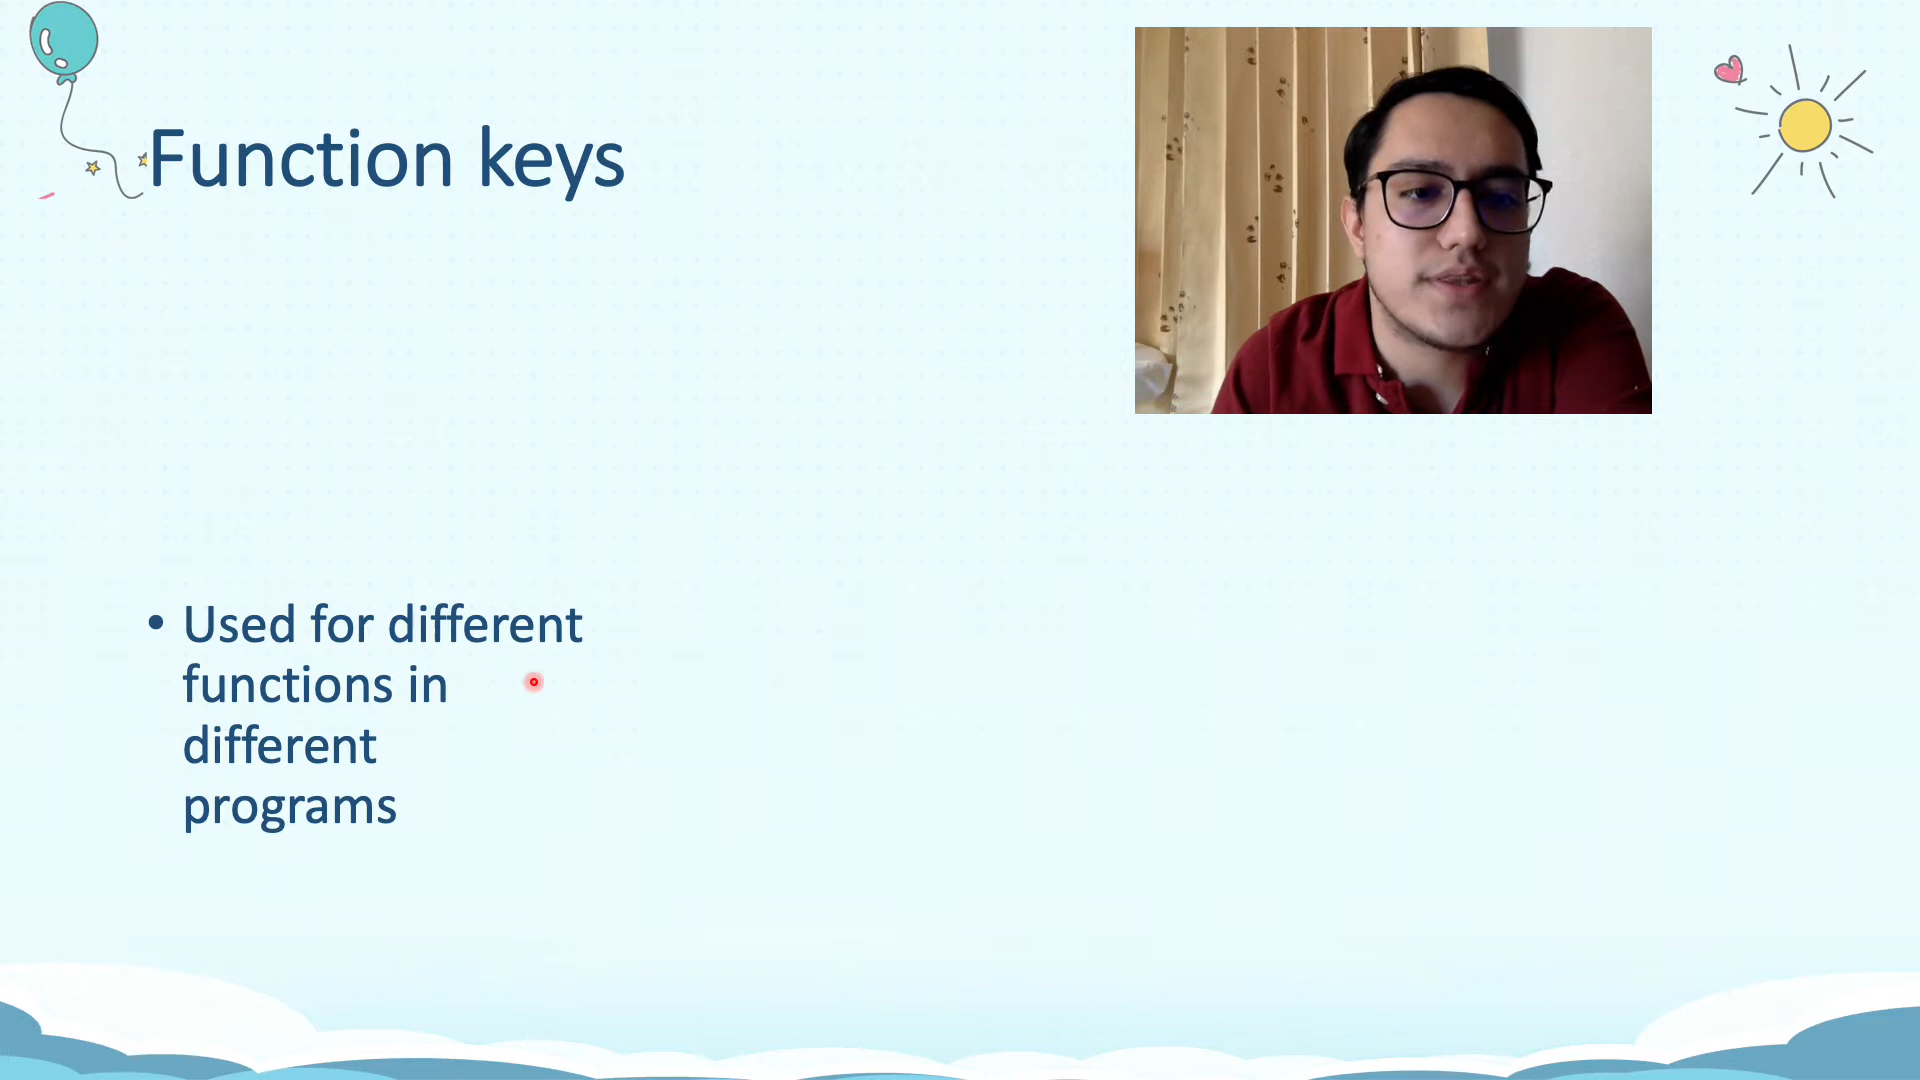 Function keys
• Used for different
functions in
different
programs